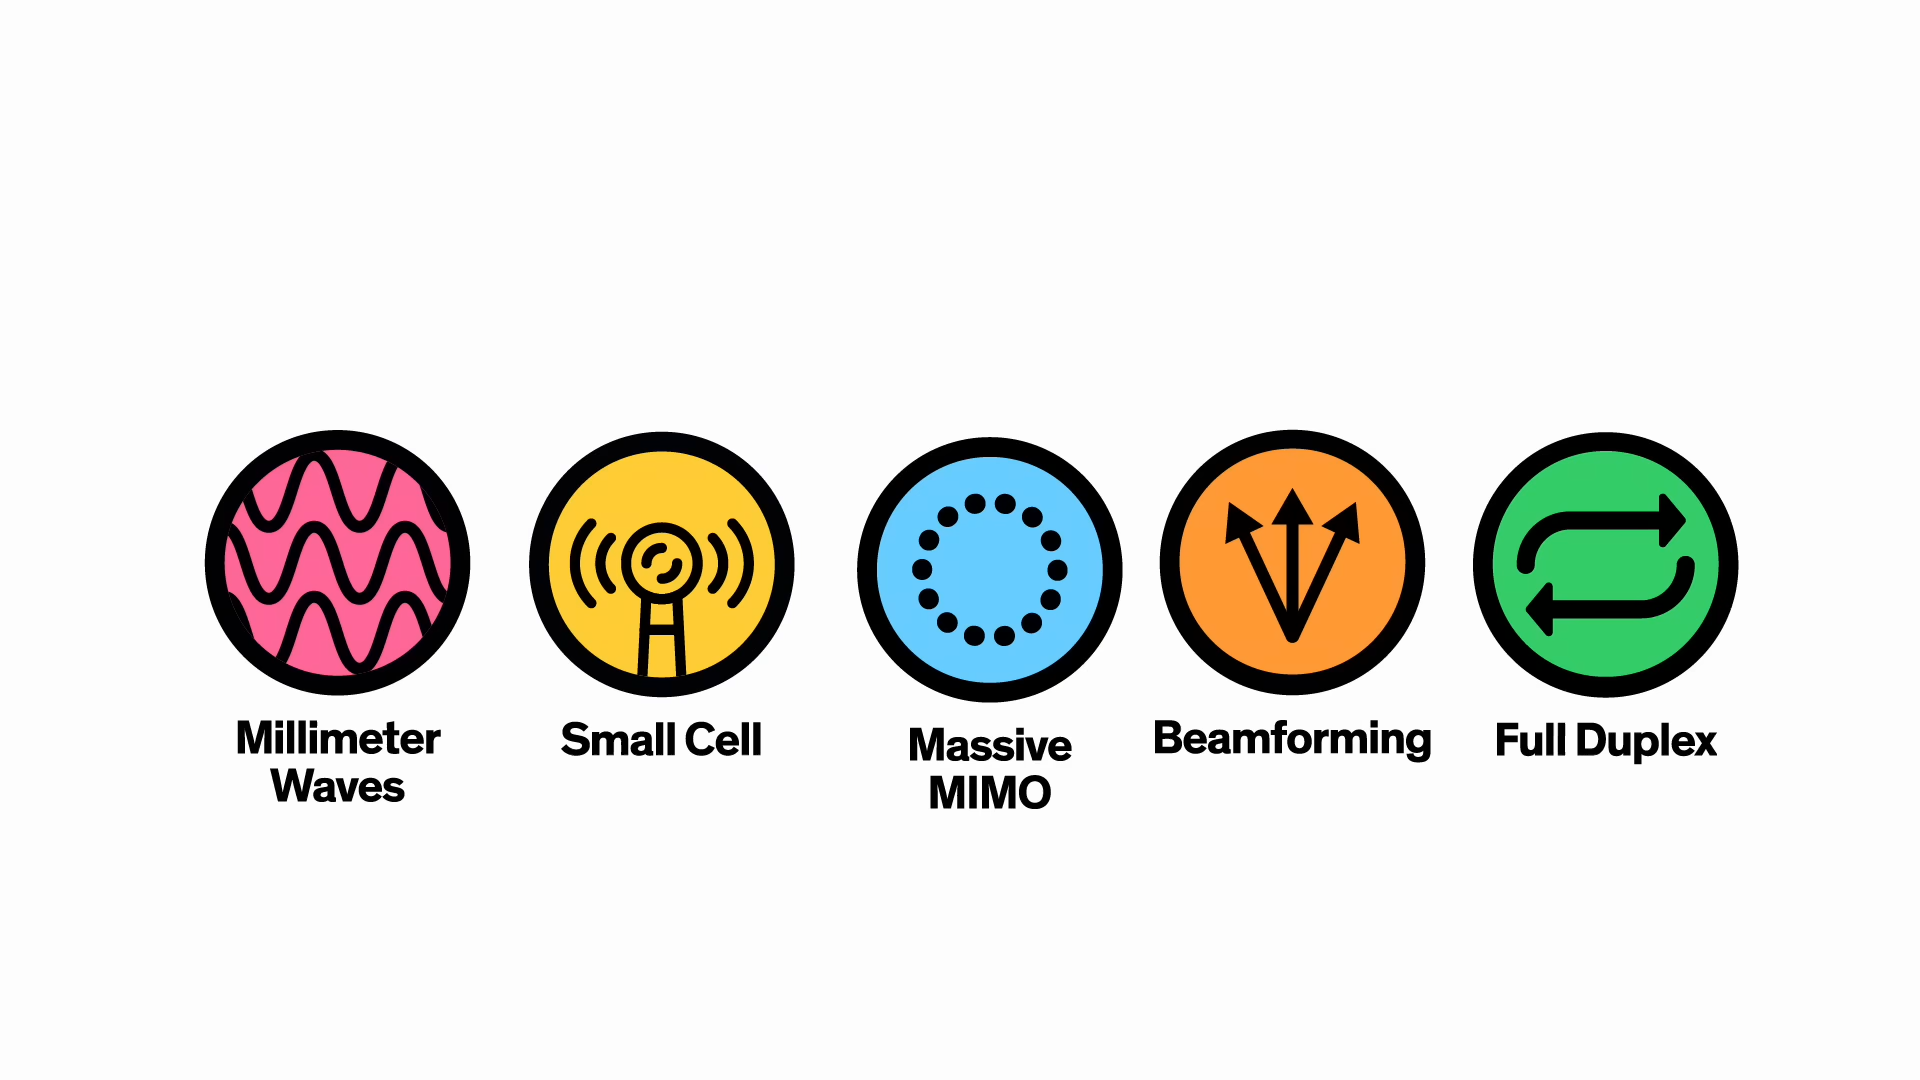 Millimeter
Waves
Small Cell
Massive
MIMO
Beamforming
Full Duplex